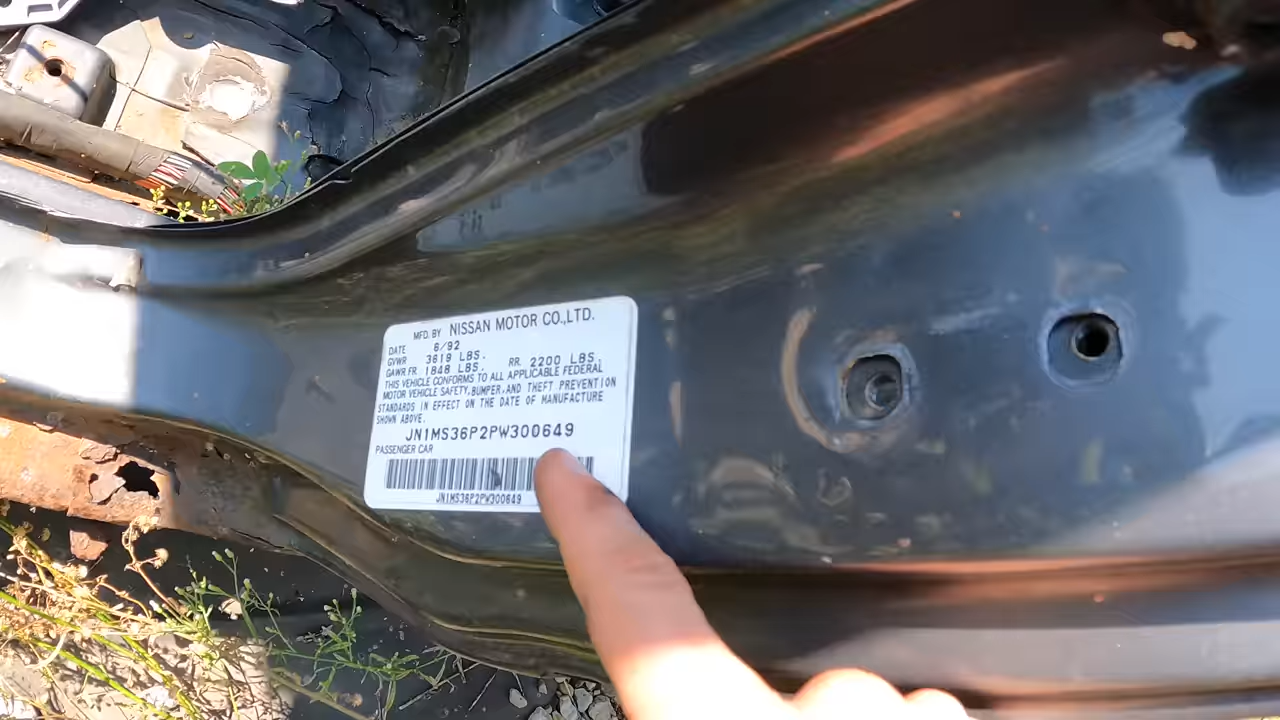 MFD. BY NISSAN MOTOR CO.,LTD.
DATE 6/92
GVWR 3619 LBS.
GAWR FR 1848 LBS. RR 2200 LBS.
THIS VEHICLE CONFORMS TO ALL APPLICABLE FEDERAL
MOTOR VEHICLE SAFETY, BUMPER, AND THEFT PREVENTION
STANDARDS IN EFFECT ON THE DATE OF MANUFACTURE
SHOWN ABOVE.
JN1MS36P2PW300649
PASSENGER CAR
JN1MS36P2PW300649